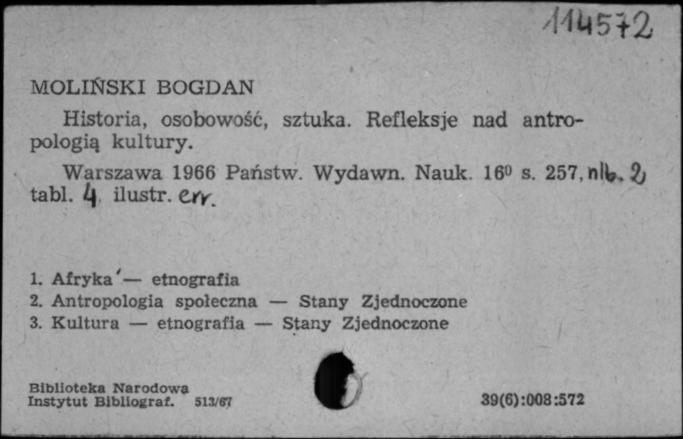 114572
MOLIŃSKI BOGDAN
Historia, osobowość, sztuka. Refleksje nad antro-
pologią kultury.
Warszawa 1966 Państw. Wydawn. Nauk. 16⁰ s. 257, nlb. 2
tabl. 4 ilustr. err.
1. Afryka — etnografia
2. Antropologia społeczna — Stany Zjednoczone
3. Kultura — etnografia — Stany Zjednoczone
Biblioteka Narodowa
Instytut Bibliograf. 513/67
39(6):008:572